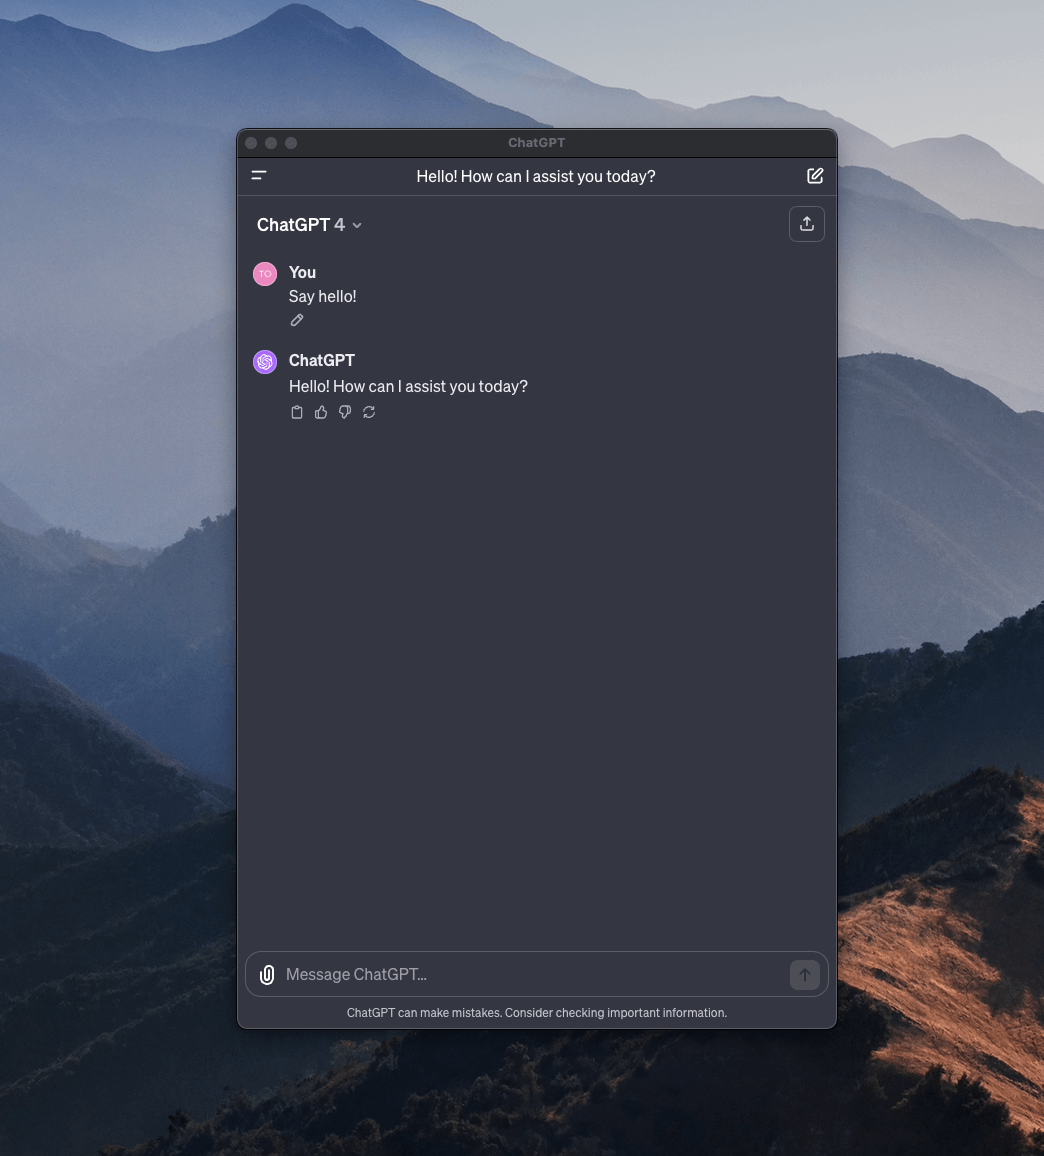 ChatGPT
Hello! How can I assist you today?
ChatGPT 4
TO
You
Say hello!
ChatGPT
Hello! How can I assist you today?
Message ChatGPT...
ChatGPT can make mistakes. Consider checking important information.